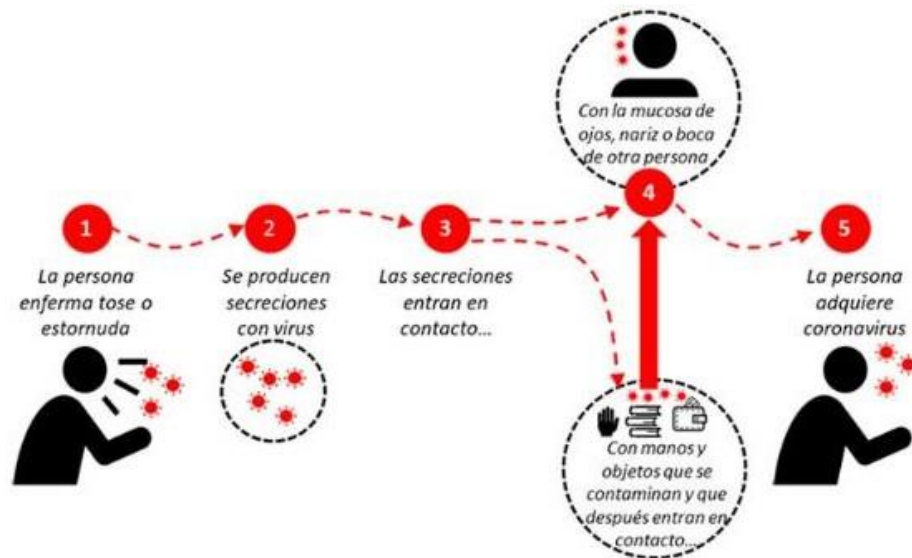 1
La persona
enferma tose o
estornuda
2
Se producen
secreciones
con virus
3
Las secreciones
entran en
contacto...
Con la mucosa de
ojos, nariz o boca
de otra persona
4
Con manos y
objetos que se
contaminan y que
después entran en
contacto...
5
La persona
adquiere
coronavirus